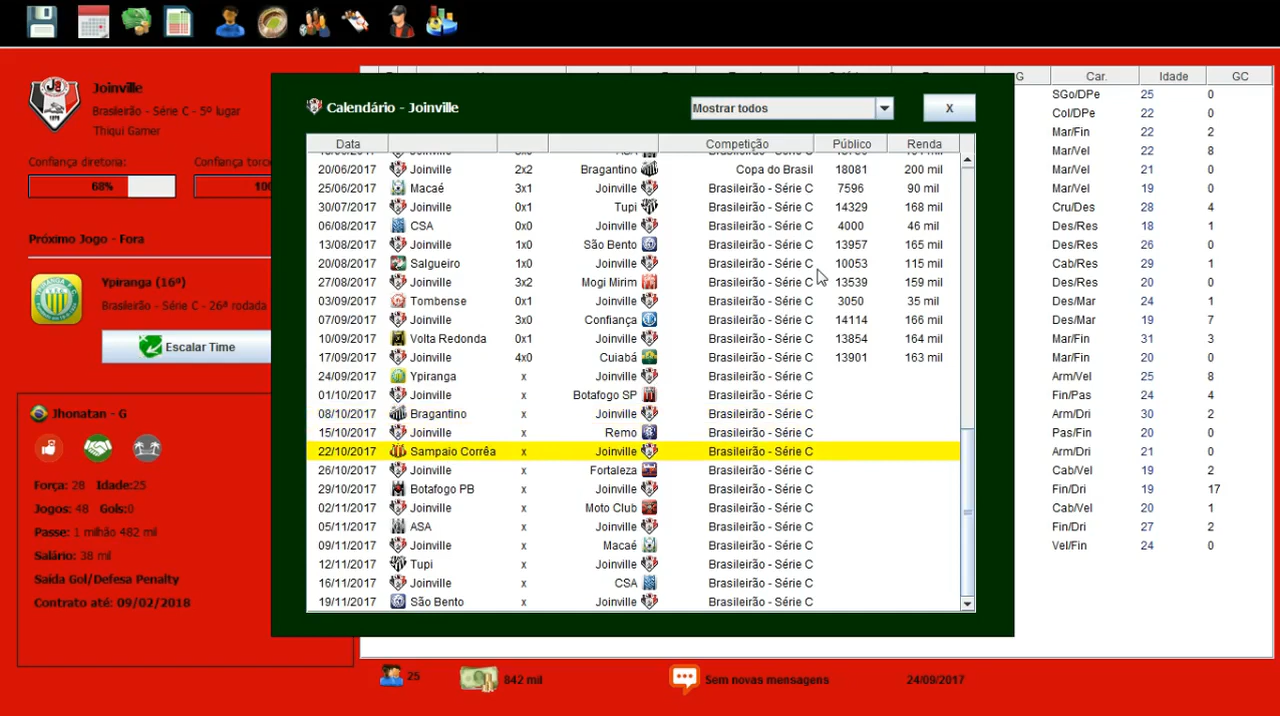 Joinville
Brasileirão - Série C - 5º lugar
Thiqui Gamer
Confiança diretoria:
Confiança torc
68%
100
Próximo Jogo - Fora
Ypiranga (16º)
Brasileirão - Série C - 26ª rodada
Escalar Time
Jhonatan - G
Força: 28 Idade:25
Jogos: 48 Gols:0
Passe: 1 milhão 482 mil
Salário: 38 mil
Saída Gol/Defesa Penalty
Contrato até: 09/02/2018
Calendário - Joinville
Mostrar todos
X
Data Competição Público Renda
20/06/2017 Joinville 2x2 Bragantino Copa do Brasil 18081 200 mil
25/06/2017 Macaé 3x1 Joinville Brasileirão - Série C 7596 90 mil
30/07/2017 Joinville 0x1 Tupi Brasileirão - Série C 14329 168 mil
06/08/2017 CSA 0x0 Joinville Brasileirão - Série C 4000 46 mil
13/08/2017 Joinville 1x0 São Bento Brasileirão - Série C 13957 165 mil
20/08/2017 Salgueiro 1x0 Joinville Brasileirão - Série C 10053 115 mil
27/08/2017 Joinville 3x2 Mogi Mirim Brasileirão - Série C 13539 159 mil
03/09/2017 Tombense 0x1 Joinville Brasileirão - Série C 3050 35 mil
07/09/2017 Joinville 3x0 Confiança Brasileirão - Série C 14114 166 mil
10/09/2017 Volta Redonda 0x1 Joinville Brasileirão - Série C 13854 164 mil
17/09/2017 Joinville 4x0 Cuiabá Brasileirão - Série C 13901 163 mil
24/09/2017 Ypiranga x Joinville Brasileirão - Série C
01/10/2017 Joinville x Botafogo SP Brasileirão - Série C
08/10/2017 Bragantino x Joinville Brasileirão - Série C
15/10/2017 Joinville x Remo Brasileirão - Série C
22/10/2017 Sampaio Corrêa x Joinville Brasileirão - Série C
26/10/2017 Joinville x Fortaleza Brasileirão - Série C
29/10/2017 Botafogo PB x Joinville Brasileirão - Série C
02/11/2017 Joinville x Moto Club Brasileirão - Série C
05/11/2017 ASA x Joinville Brasileirão - Série C
09/11/2017 Joinville x Macaé Brasileirão - Série C
12/11/2017 Tupi x Joinville Brasileirão - Série C
16/11/2017 Joinville x CSA Brasileirão - Série C
19/11/2017 São Bento x Joinville Brasileirão - Série C
G Car. Idade GC
SGo/DPe 25 0
Col/DPe 22 0
Mar/Fin 22 2
Mar/Vel 22 8
Mar/Vel 21 0
Mar/Vel 19 0
Cru/Des 28 4
Des/Res 18 1
Des/Res 26 0
Cab/Res 29 1
Des/Res 20 0
Des/Mar 24 1
Des/Mar 19 7
Mar/Fin 31 3
Mar/Fin 20 0
Arm/Vel 25 8
Fin/Pas 24 4
Arm/Dri 30 2
Pas/Fin 20 0
Arm/Dri 21 0
Cab/Vel 19 2
Fin/Dri 19 17
Cab/Vel 20 1
Fin/Dri 27 2
Vel/Fin 24 0
25
842 mil
Sem novas mensagens
24/09/2017